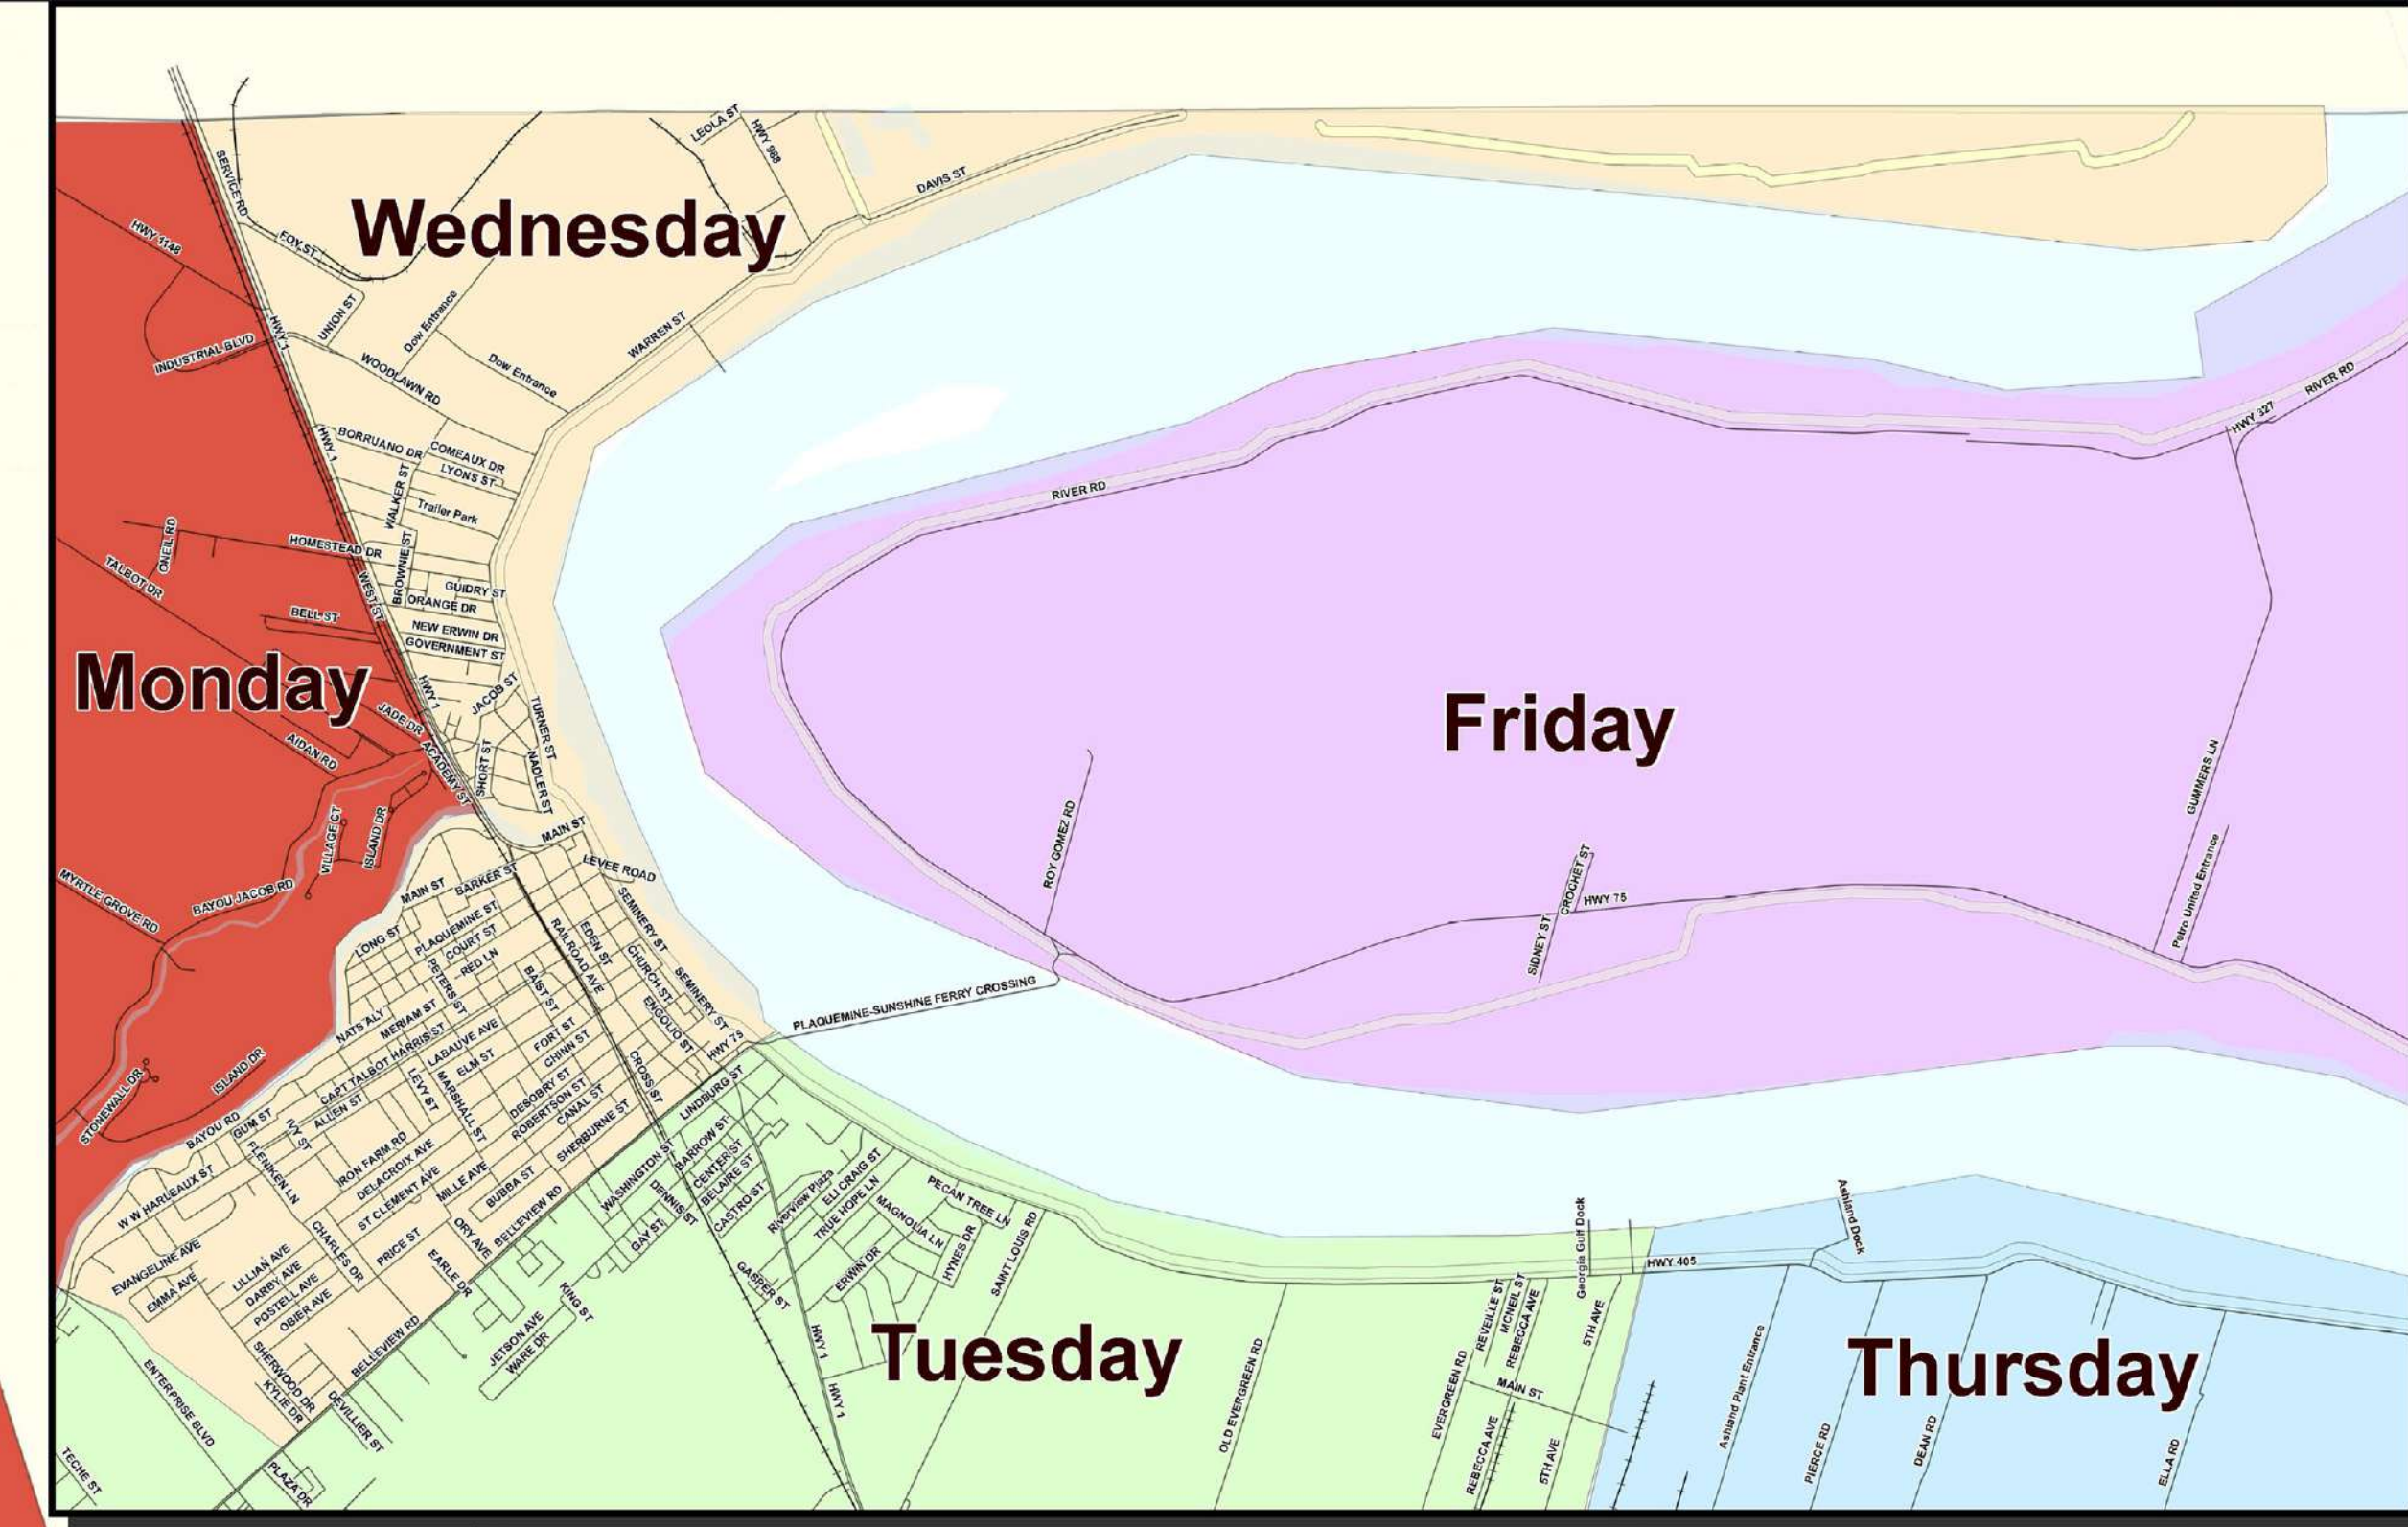 LEOLA ST
HWY 988
SERVICE RD
DAVIS ST
Wednesday
HWY 1148
FOY ST
UNION ST
Dow Entrance
HWY 1
WARREN ST
INDUSTRIAL BLVD
WOODLAWN RD
Dow Entrance
RIVER RD
HWY 327
HWY 1
BORRUANO DR
COMEAUX DR
LYONS ST
WALKER ST
Trailer Park
RIVER RD
ONEIL RD
HOMESTEAD DR
BROWNIE ST
TALBOT DR
WEST ST
GUIDRY ST
ORANGE DR
BELL ST
NEW ERWIN DR
GOVERNMENT ST
Monday
HWY 1
JACOB ST
TURNER ST
Friday
JADE DR
AIDAN RD
ACADEMY ST
SHORT ST
NADLER ST
GUMMERS LN
VILLAGE CT
ISLAND DR
MAIN ST
ROY GOMEZ RD
LEVEE ROAD
CROCHET ST
HWY 75
SIDNEY ST
Petro United Entrance
MYRTLE GROVE RD
BAYOU JACOB RD
MAIN ST
BARKER ST
SEMINERY ST
PLAQUEMINE ST
LONG ST
COURT ST
RED LN
PETERS ST
RAILROAD AVE
EDEN ST
CHURCH ST
BAIST ST
SEMINERY ST
ENGOLIO ST
HWY 75
PLAQUEMINE-SUNSHINE FERRY CROSSING
NATS ALY
MERIAM ST
CAPT TALBOT HARRIS ST
LABAUVE AVE
ELM ST
FORT ST
CHINN ST
CROSS ST
STONEWALL DR
ISLAND DR
ALLEN ST
LEVY ST
MARSHALL ST
DESOBRY ST
ROBERTSON ST
CANAL ST
SHERBURNE ST
LINDBURG ST
BAYOU RD
GUM ST
IVY ST
FLENIKEN LN
IRON FARM RD
DELACROIX AVE
ST CLEMENT AVE
MILLE AVE
BUBBA ST
BELLEVIEW RD
WASHINGTON ST
BARROW ST
CENTER ST
BELAIRE ST
DENNIS ST
CASTRO ST
GAY ST
Riverview Plaza
ELI CRAIG ST
TRUE HOPE LN
MAGNOLIA LN
PECAN TREE LN
HYNES DR
SAINT LOUIS RD
ERWIN DR
GASPER ST
Georgia Gulf Dock
Ashland Dock
HWY 405
W W HARLEAUX ST
EVANGELINE AVE
EMMA AVE
CHARLES DR
LILLIAN AVE
DARBY AVE
POSTELL AVE
OBIER AVE
PRICE ST
ORY AVE
EARLE DR
KING ST
JETSON AVE
WARE DR
BELLEVIEW RD
SHERWOOD DR
KYLIE DR
DEVILLIER ST
ENTERPRISE BLVD
TECHE ST
PLAZA DR
HWY 1
Tuesday
HWY 1
OLD EVERGREEN RD
EVERGREEN RD
REVEILLE ST
MCNEIL ST
REBECCA AVE
5TH AVE
MAIN ST
REBECCA AVE
5TH AVE
Thursday
Ashland Plant Entrance
PIERCE RD
DEAN RD
ELLA RD